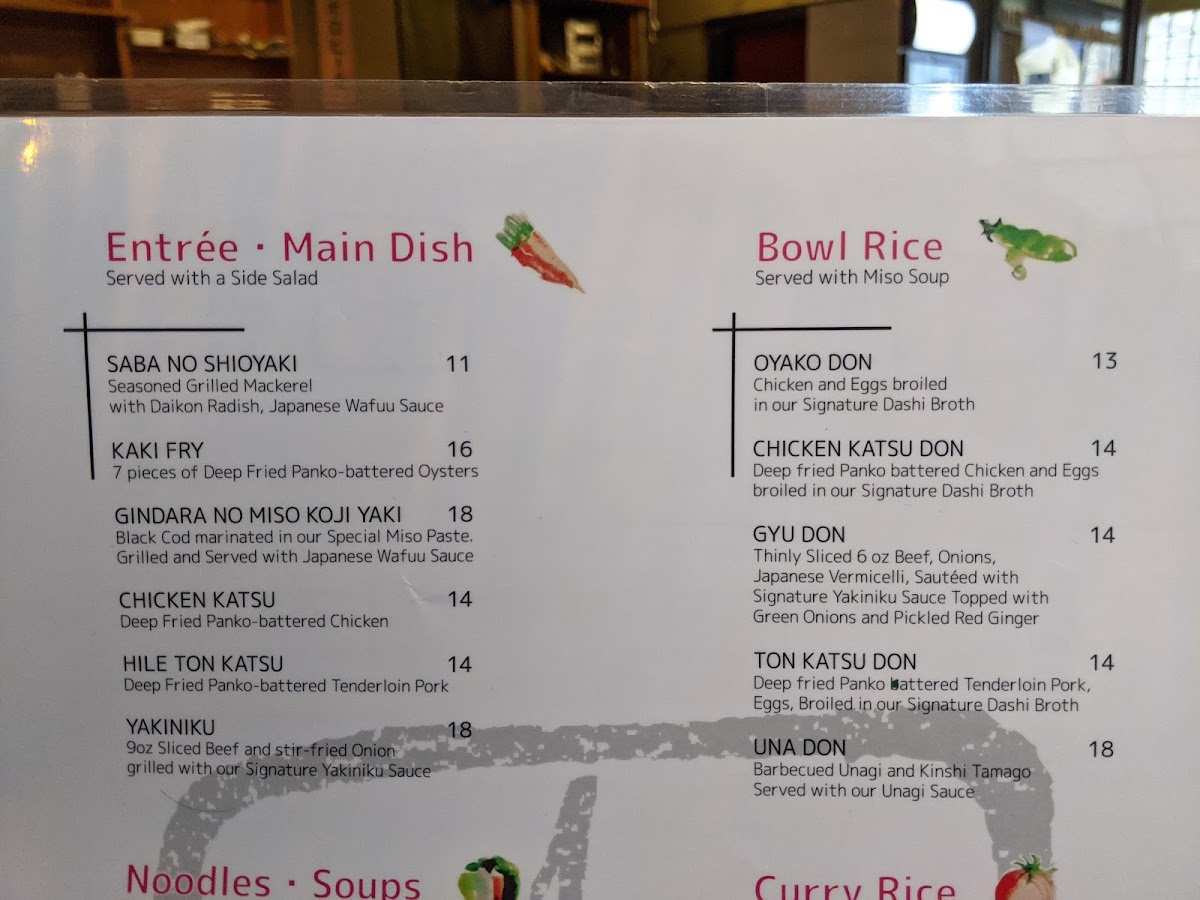 Entrée · Main Dish
Served with a Side Salad
SABA NO SHIOYAKI 11
Seasoned Grilled Mackerel
with Daikon Radish, Japanese Wafuu Sauce
KAKI FRY 16
7 pieces of Deep Fried Panko-battered Oysters
GINDARA NO MISO KOJI YAKI 18
Black Cod marinated in our Special Miso Paste.
Grilled and Served with Japanese Wafuu Sauce
CHICKEN KATSU 14
Deep Fried Panko-battered Chicken
HILE TON KATSU 14
Deep Fried Panko-battered Tenderloin Pork
YAKINIKU 18
9oz Sliced Beef and stir-fried Onion
grilled with our Signature Yakiniku Sauce
Noodles · Soups
Bowl Rice
Served with Miso Soup
OYAKO DON 13
Chicken and Eggs broiled
in our Signature Dashi Broth
CHICKEN KATSU DON 14
Deep fried Panko battered Chicken and Eggs
broiled in our Signature Dashi Broth
GYU DON 14
Thinly Sliced 6 oz Beef, Onions,
Japanese Vermicelli, Sautéed with
Signature Yakiniku Sauce Topped with
Green Onions and Pickled Red Ginger
TON KATSU DON 14
Deep fried Panko battered Tenderloin Pork,
Eggs, Broiled in our Signature Dashi Broth
UNA DON 18
Barbecued Unagi and Kinshi Tamago
Served with our Unagi Sauce
Curry Rice